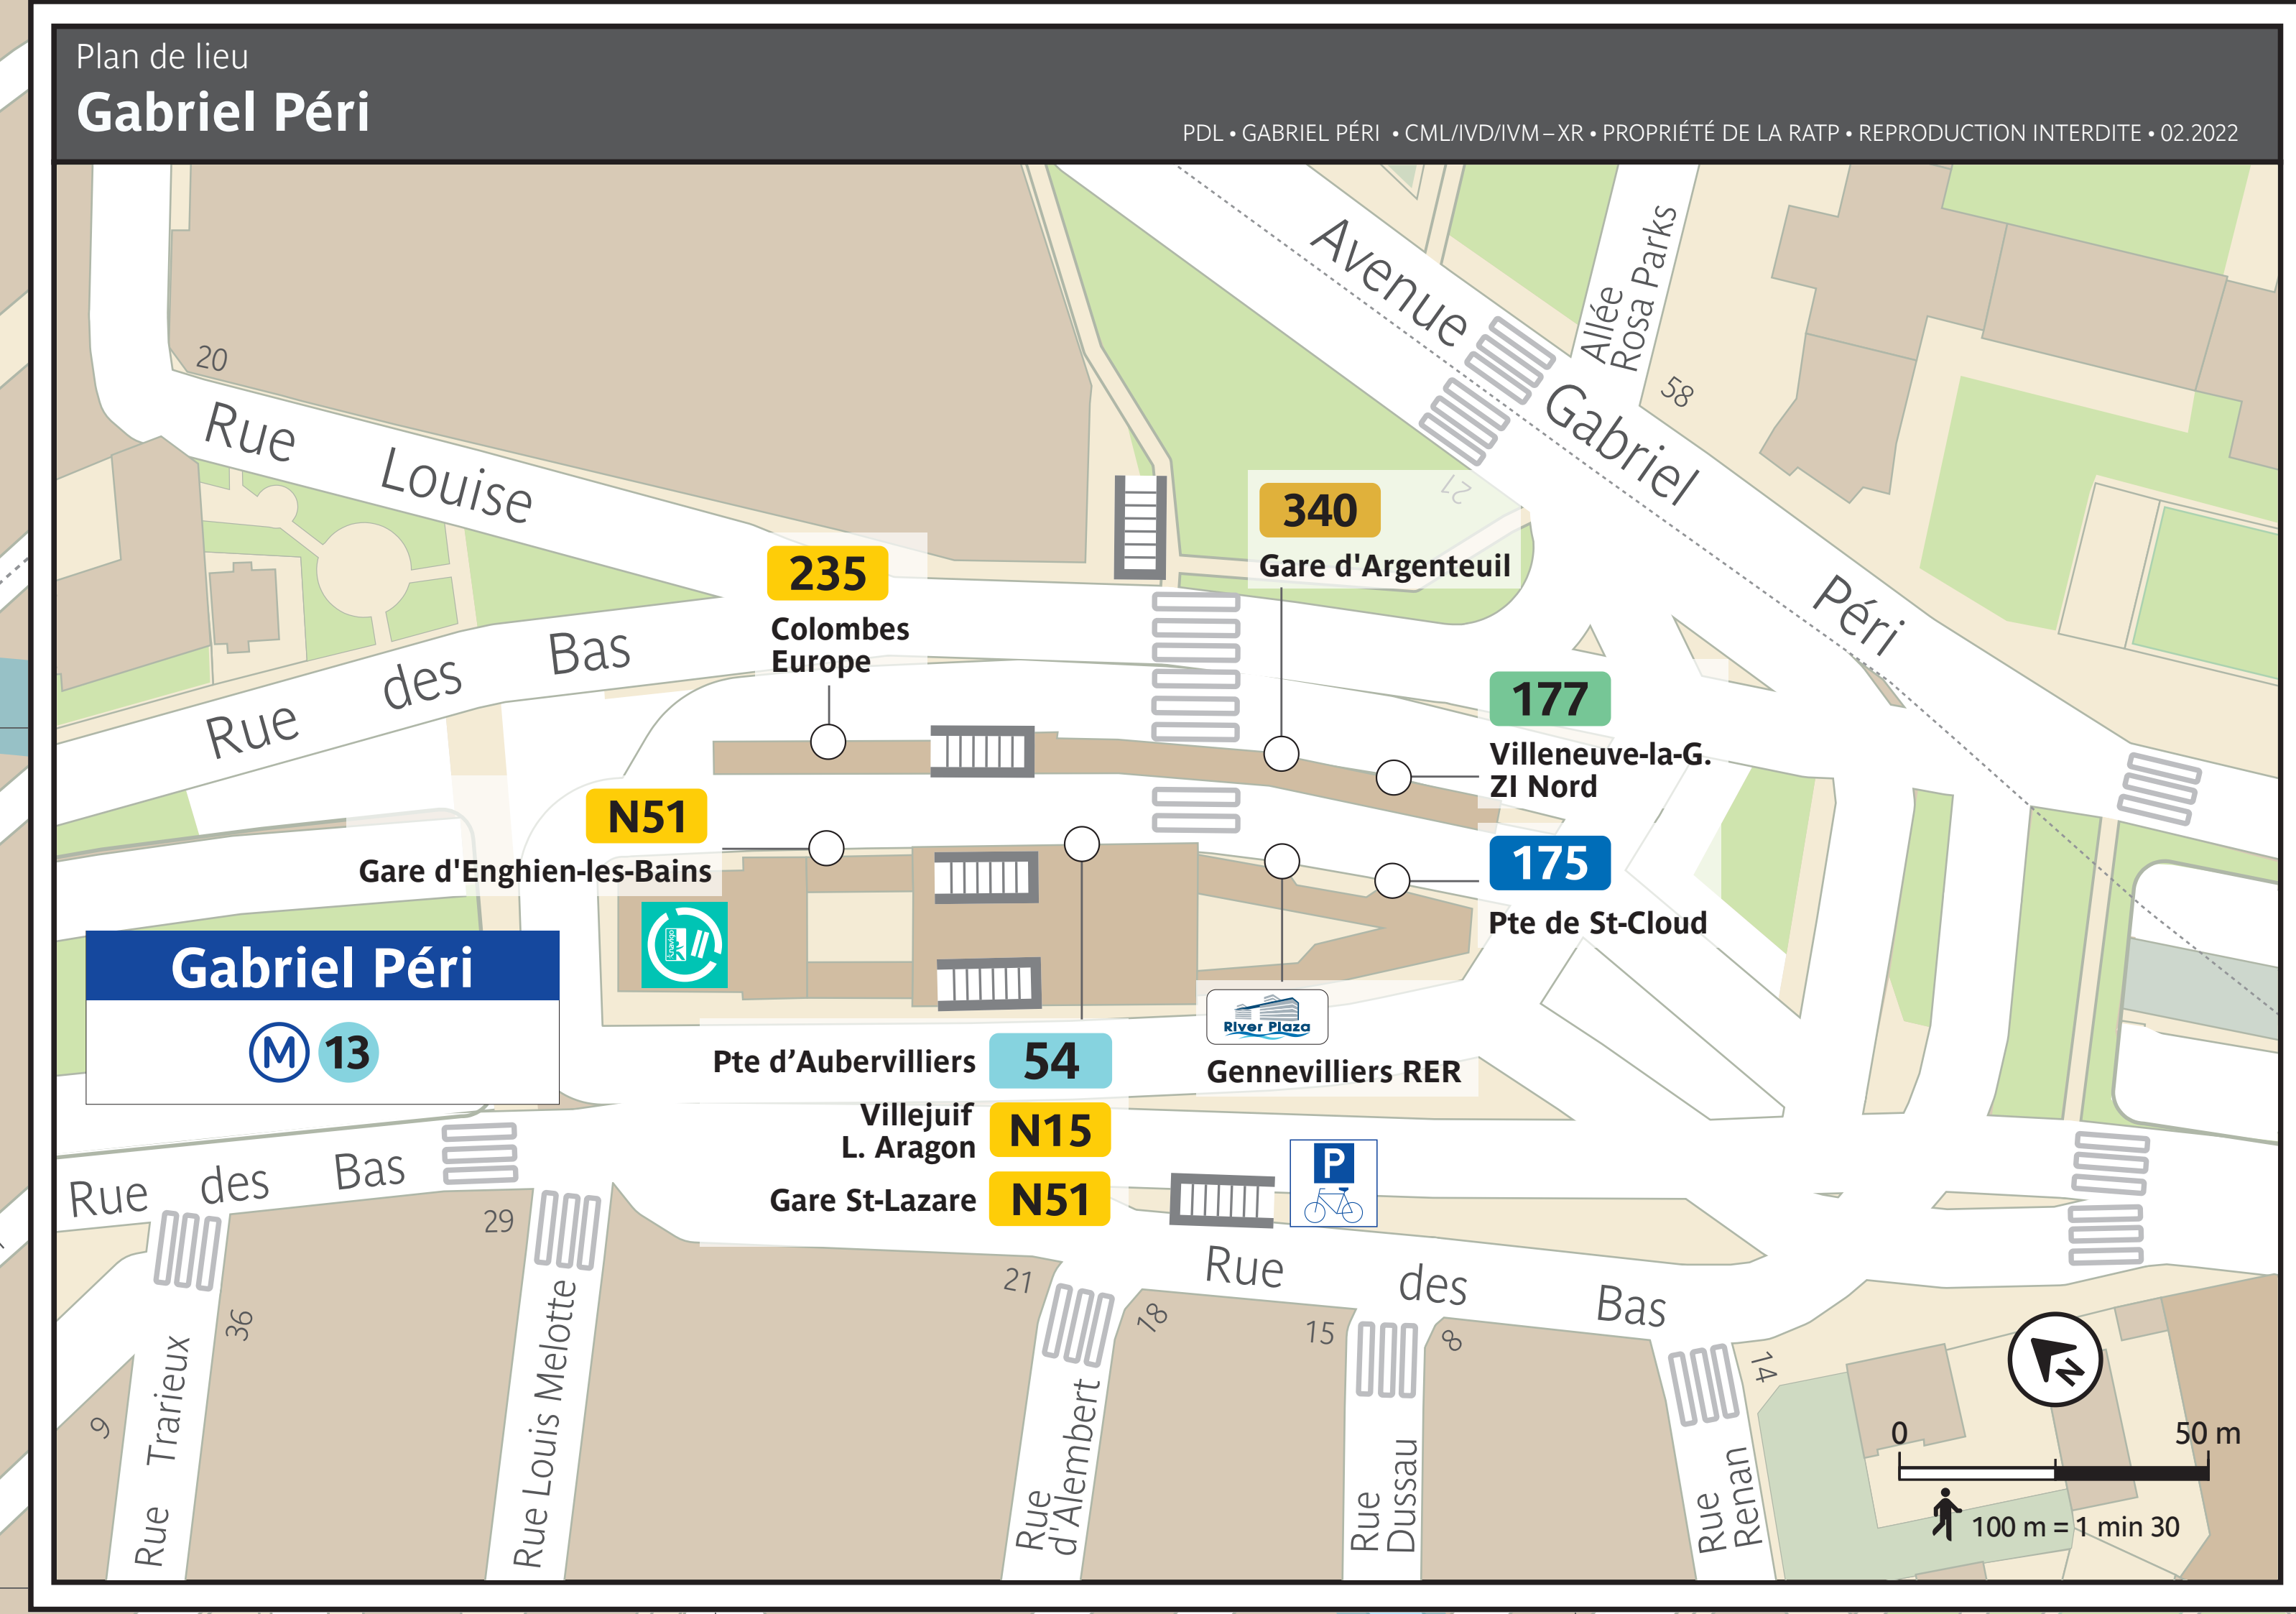 Plan de lieu
Gabriel Péri
PDL • GABRIEL PÉRI • CML/IVD/IVM – XR • PROPRIÉTÉ DE LA RATP • REPRODUCTION INTERDITE • 02.2022
Avenue Gabriel Péri
Allée
Rosa Parks
58
20
Rue Louise
21
340
Gare d'Argenteuil
235
Colombes
Europe
Rue des Bas
177
Villeneuve-la-G.
ZI Nord
N51
Gare d'Enghien-les-Bains
175
Pte de St-Cloud
Gabriel Péri
M 13
River Plaza
Gennevilliers RER
Pte d’Aubervilliers 54
Villejuif
L. Aragon N15
Gare St-Lazare N51
P
Rue des Bas
29
36
9
21
18
15
8
14
Rue des Bas
Rue Trarieux
Rue Louis Melotte
Rue
d'Alembert
Rue
Dussau
Rue
Renan
N
0 50 m
100 m = 1 min 30